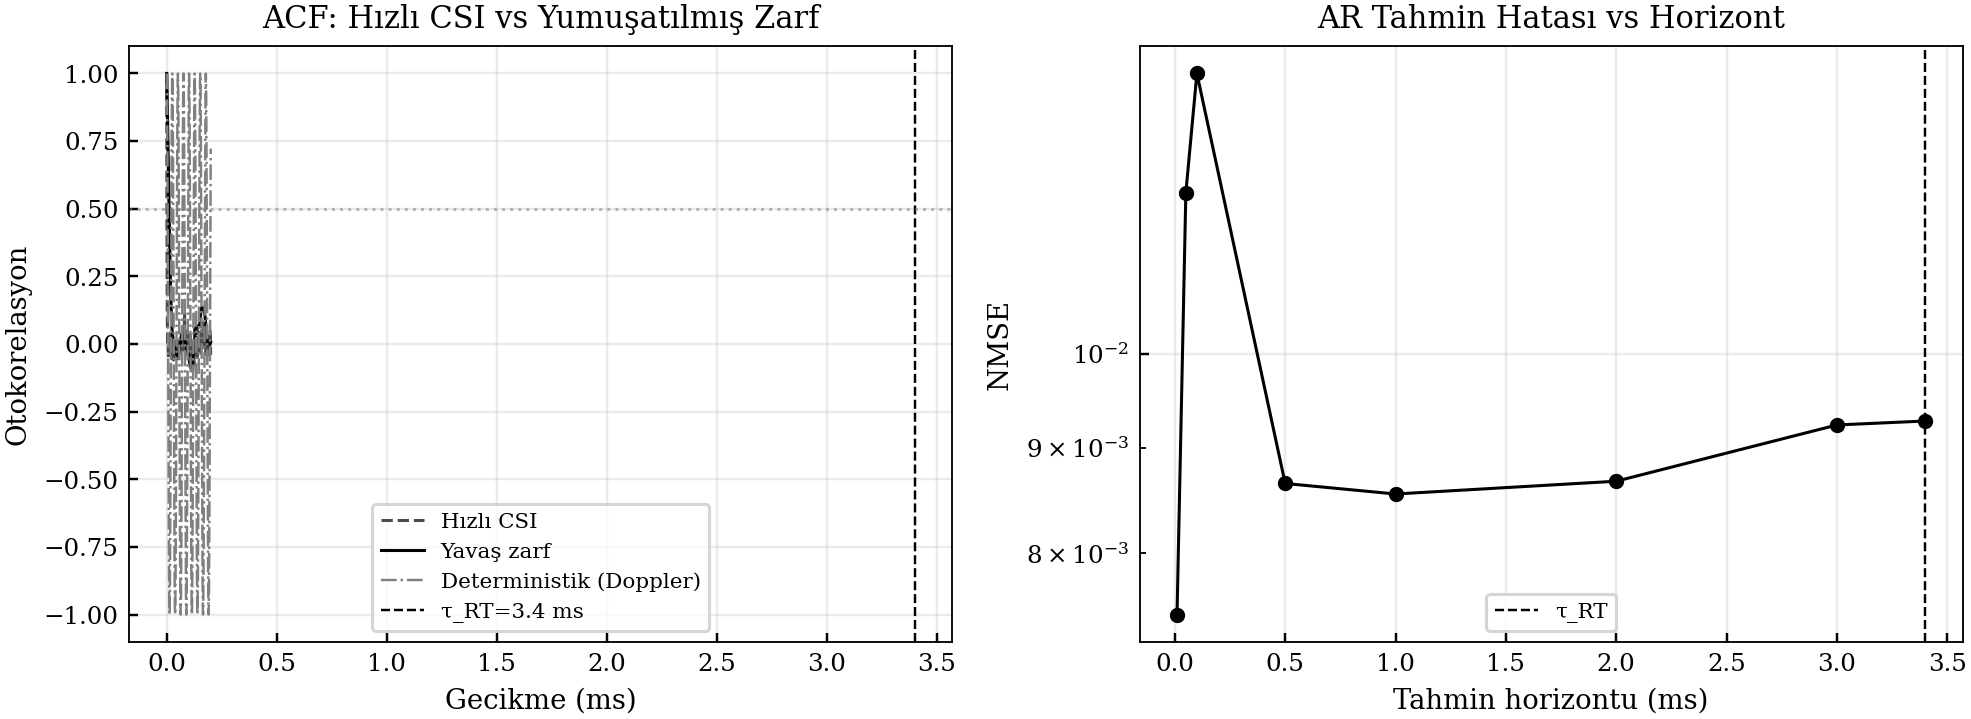 ACF: Hızlı CSI vs Yumuşatılmış Zarf
Otokorelasyon
1.00
0.75
0.50
0.25
0.00
−0.25
−0.50
−0.75
−1.00
Hızlı CSI
Yavaş zarf
Deterministik (Doppler)
τ_RT=3.4 ms
0.0 0.5 1.0 1.5 2.0 2.5 3.0 3.5
Gecikme (ms)
AR Tahmin Hatası vs Horizont
NMSE
10⁻²
9 × 10⁻³
8 × 10⁻³
τ_RT
0.0 0.5 1.0 1.5 2.0 2.5 3.0 3.5
Tahmin horizontu (ms)